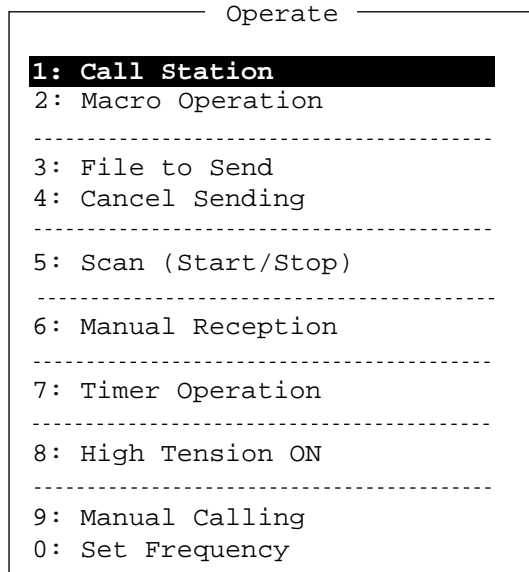 Operate
1: Call Station
2: Macro Operation
3: File to Send
4: Cancel Sending
5: Scan (Start/Stop)
6: Manual Reception
7: Timer Operation
8: High Tension ON
9: Manual Calling
0: Set Frequency